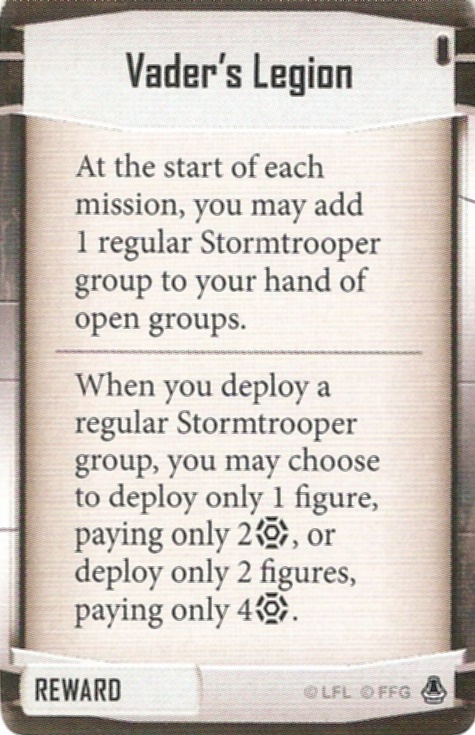 Vader's Legion
At the start of each
mission, you may add
1 regular Stormtrooper
group to your hand of
open groups.
When you deploy a
regular Stormtrooper
group, you may choose
to deploy only 1 figure,
paying only 2, or
deploy only 2 figures,
paying only 4.
REWARD
© LFL © FFG